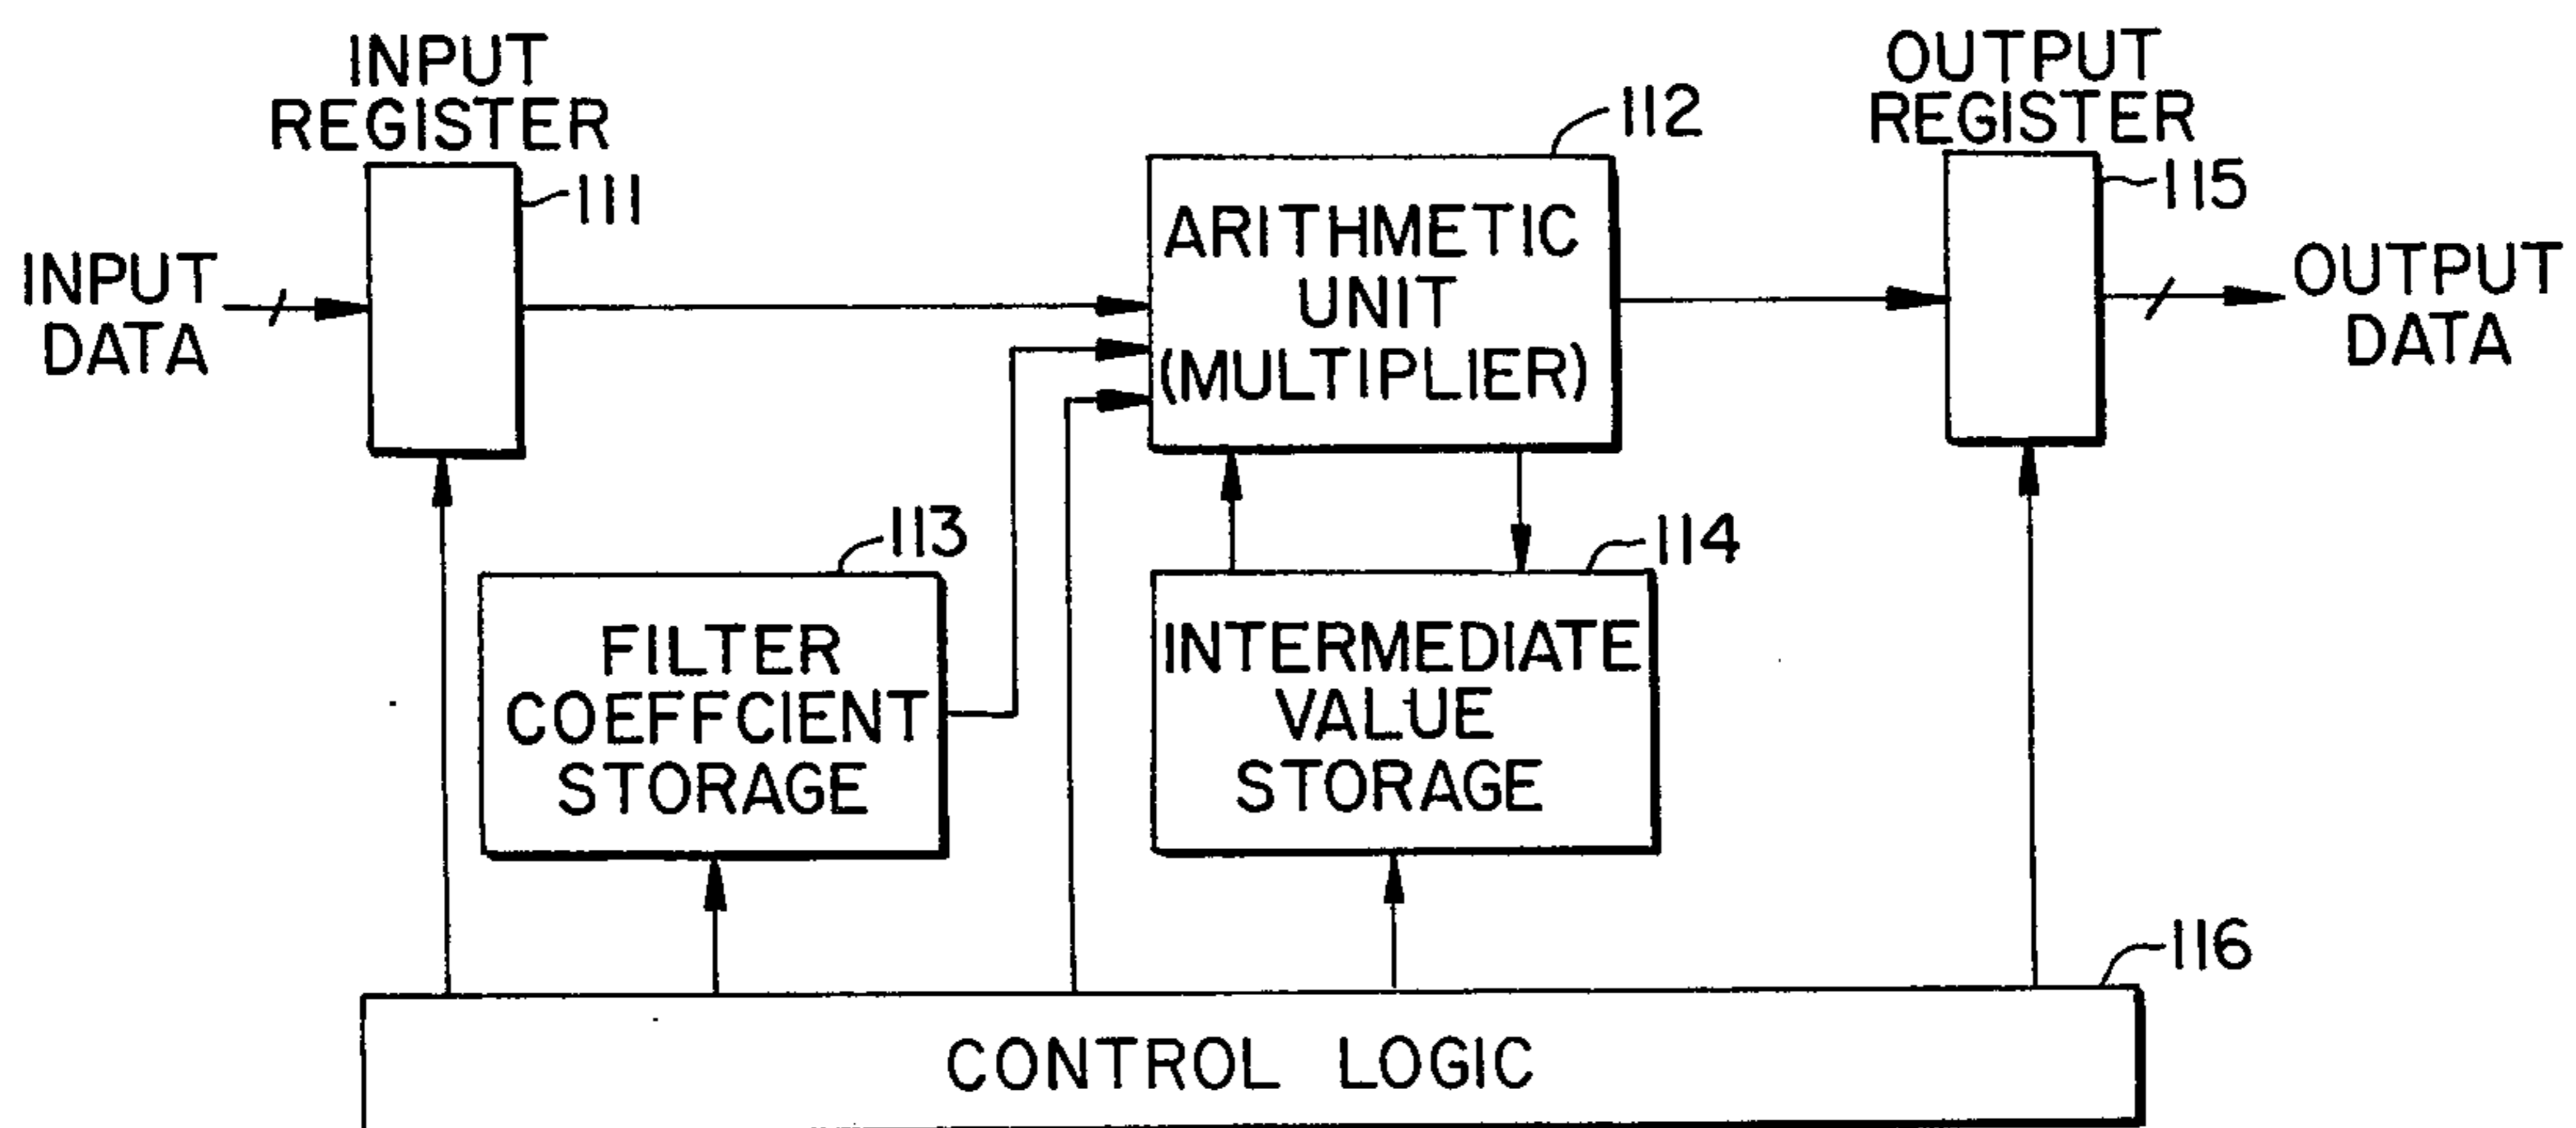 INPUT
REGISTER
111
INPUT
DATA
112
ARITHMETIC
UNIT
(MULTIPLIER)
OUTPUT
REGISTER
115
OUTPUT
DATA
113
FILTER
COEFFCIENT
STORAGE
114
INTERMEDIATE
VALUE
STORAGE
116
CONTROL LOGIC